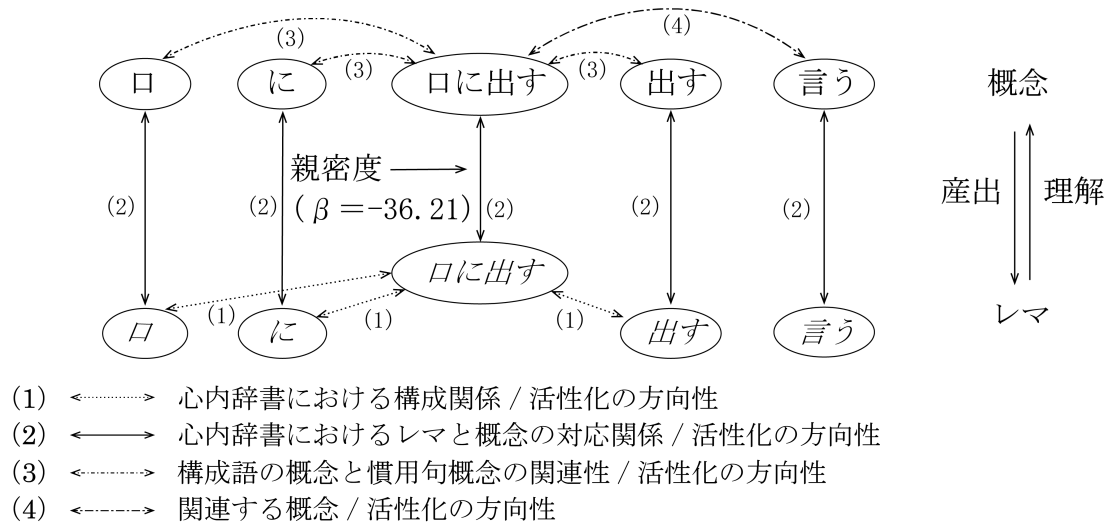 (3)
(4)
(3)
(3)
口
に
口に出す
出す
言う
概念
親密度
(2)
(2)
(β=-36.21)
(2)
(2)
(2)
産出
理解
口に出す
(1)
(1)
(1)
口
に
出す
言う
レマ
(1) 心内辞書における構成関係 / 活性化の方向性
(2) 心内辞書におけるレマと概念の対応関係 / 活性化の方向性
(3) 構成語の概念と慣用句概念の関連性 / 活性化の方向性
(4) 関連する概念 / 活性化の方向性